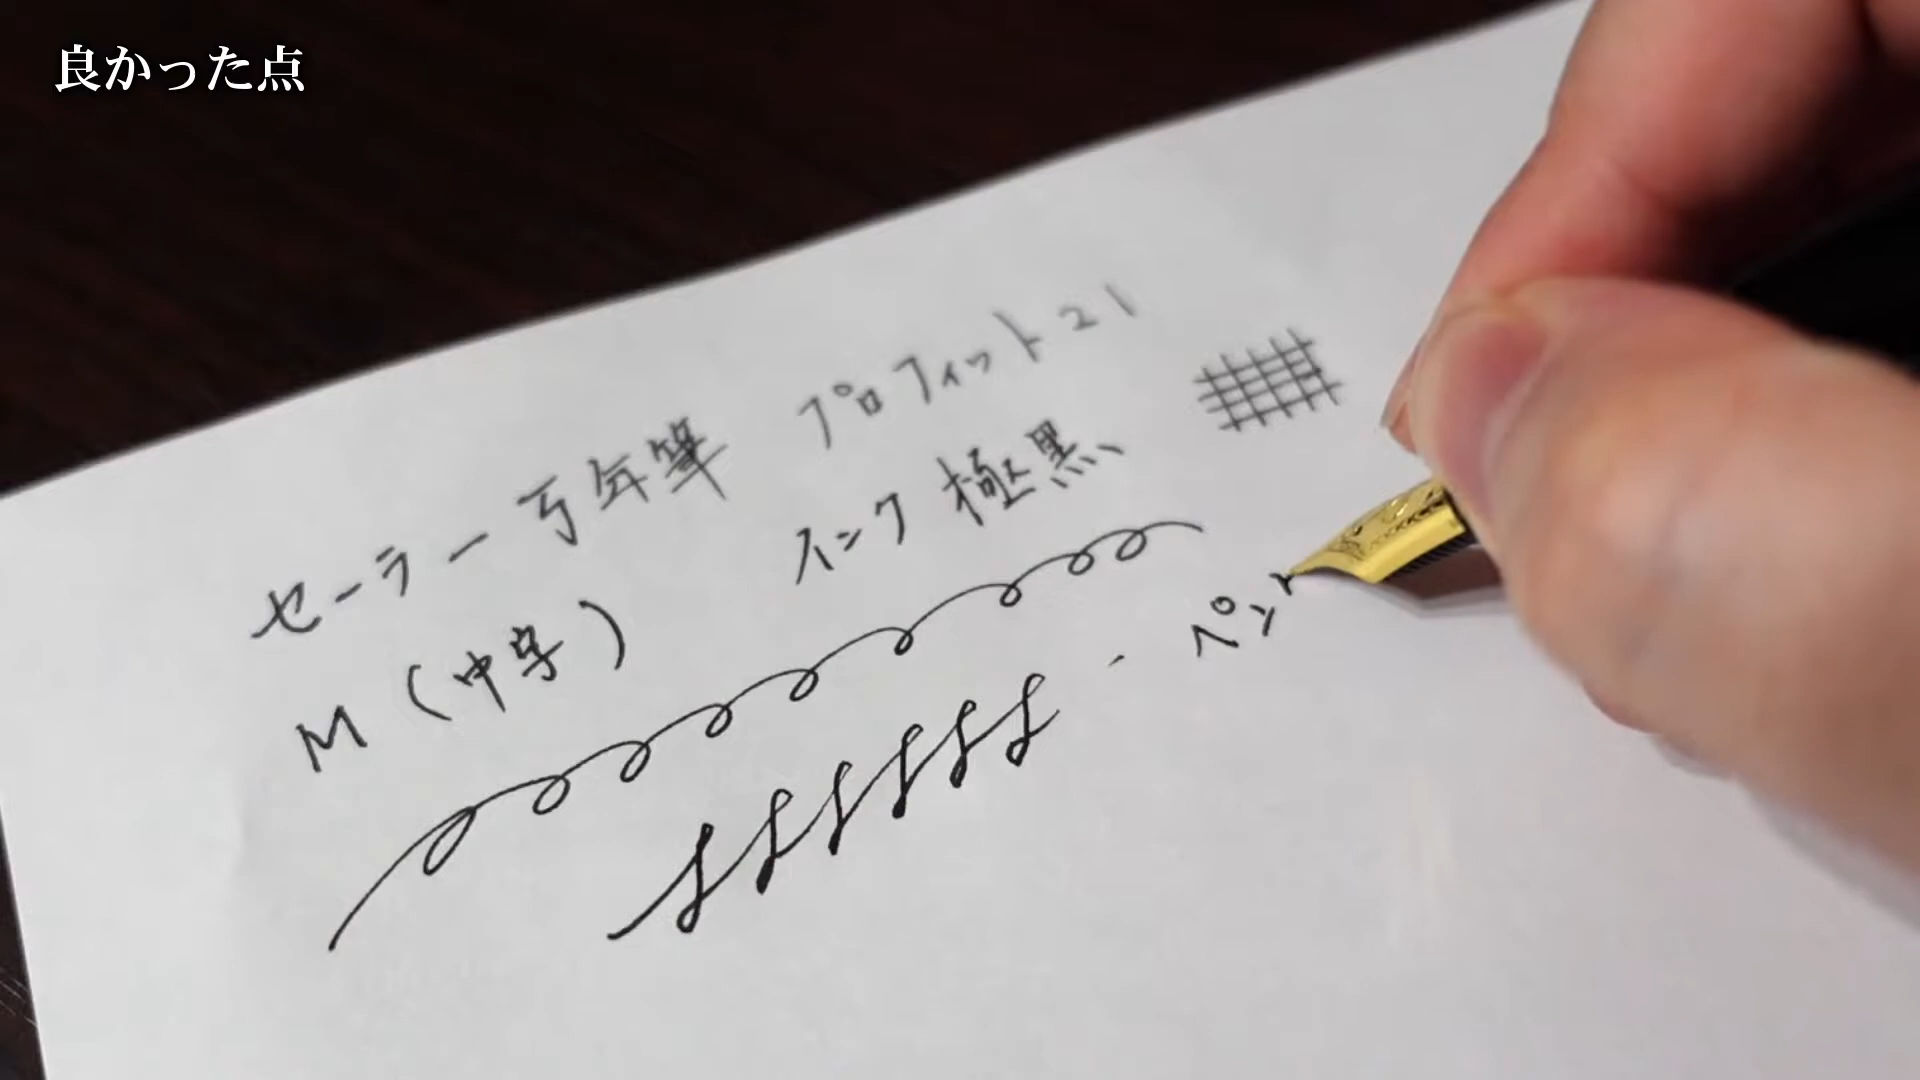 良かった点
セーラー万年筆 プロフィット21
M(中字) インク 極黒
・ペン